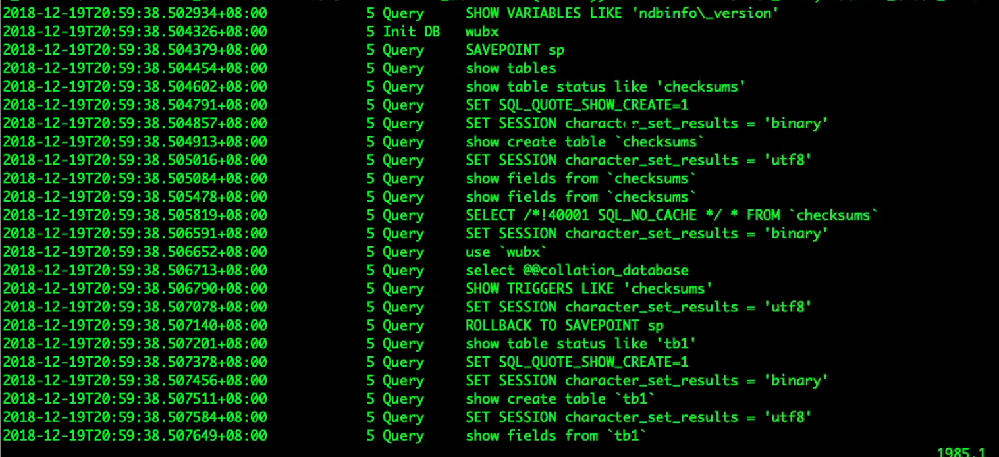 2018-12-19T20:59:38.502934+08:00 5 Query SHOW VARIABLES LIKE 'ndbinfo\_version'
2018-12-19T20:59:38.504326+08:00 5 Init DB wubx
2018-12-19T20:59:38.504379+08:00 5 Query SAVEPOINT sp
2018-12-19T20:59:38.504454+08:00 5 Query show tables
2018-12-19T20:59:38.504602+08:00 5 Query show table status like 'checksums'
2018-12-19T20:59:38.504791+08:00 5 Query SET SQL_QUOTE_SHOW_CREATE=1
2018-12-19T20:59:38.504857+08:00 5 Query SET SESSION character_set_results = 'binary'
2018-12-19T20:59:38.504913+08:00 5 Query show create table `checksums`
2018-12-19T20:59:38.505016+08:00 5 Query SET SESSION character_set_results = 'utf8'
2018-12-19T20:59:38.505084+08:00 5 Query show fields from `checksums`
2018-12-19T20:59:38.505478+08:00 5 Query show fields from `checksums`
2018-12-19T20:59:38.505819+08:00 5 Query SELECT /*!40001 SQL_NO_CACHE */ * FROM `checksums`
2018-12-19T20:59:38.506591+08:00 5 Query SET SESSION character_set_results = 'binary'
2018-12-19T20:59:38.506652+08:00 5 Query use `wubx`
2018-12-19T20:59:38.506713+08:00 5 Query select @@collation_database
2018-12-19T20:59:38.506790+08:00 5 Query SHOW TRIGGERS LIKE 'checksums'
2018-12-19T20:59:38.507078+08:00 5 Query SET SESSION character_set_results = 'utf8'
2018-12-19T20:59:38.507140+08:00 5 Query ROLLBACK TO SAVEPOINT sp
2018-12-19T20:59:38.507201+08:00 5 Query show table status like 'tb1'
2018-12-19T20:59:38.507378+08:00 5 Query SET SQL_QUOTE_SHOW_CREATE=1
2018-12-19T20:59:38.507456+08:00 5 Query SET SESSION character_set_results = 'binary'
2018-12-19T20:59:38.507511+08:00 5 Query show create table `tb1`
2018-12-19T20:59:38.507584+08:00 5 Query SET SESSION character_set_results = 'utf8'
2018-12-19T20:59:38.507649+08:00 5 Query show fields from `tb1`
1985,1